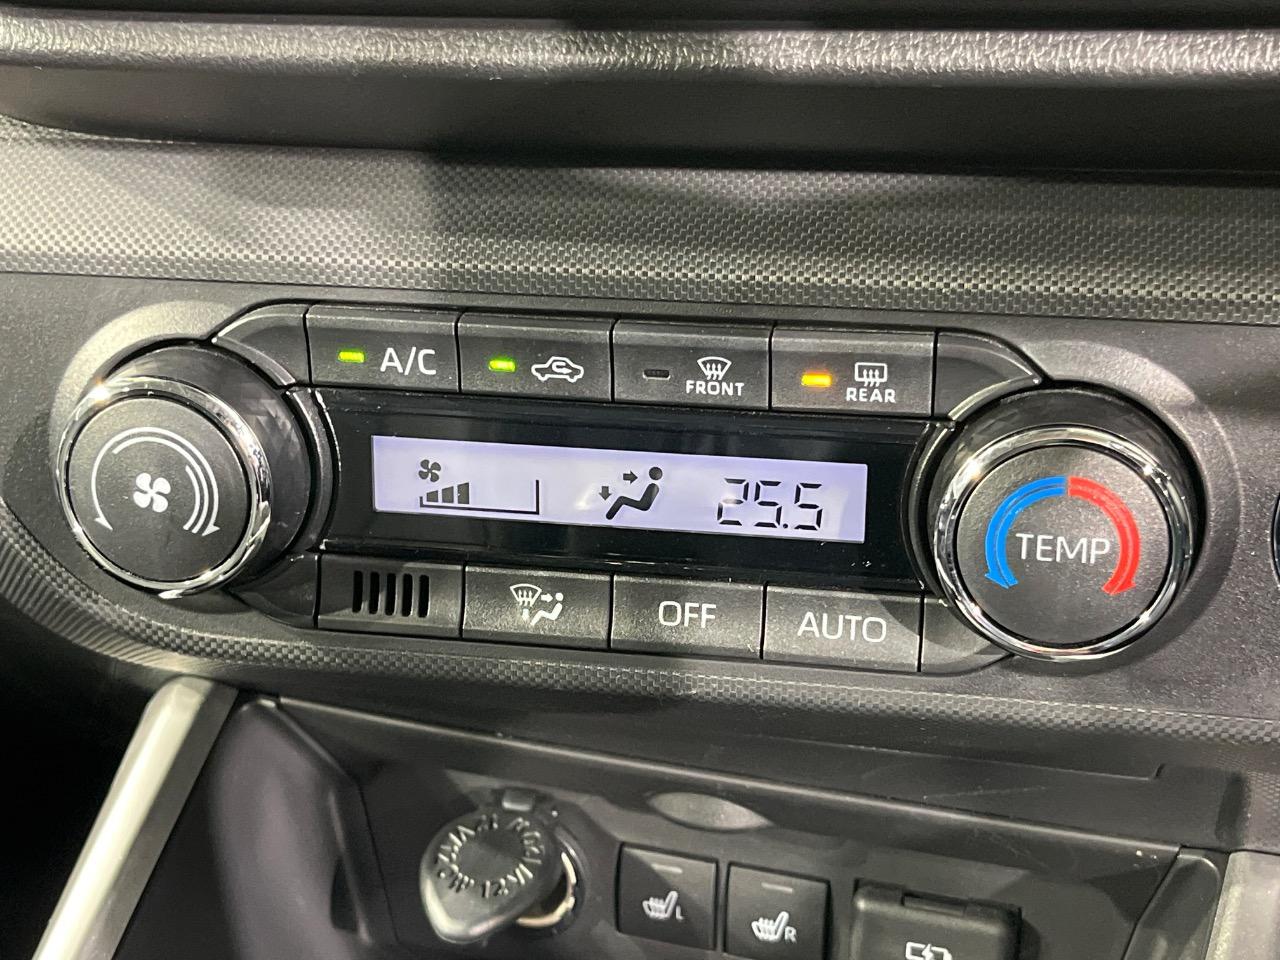 A/C
FRONT
REAR
25.5
TEMP
OFF
AUTO
L
R